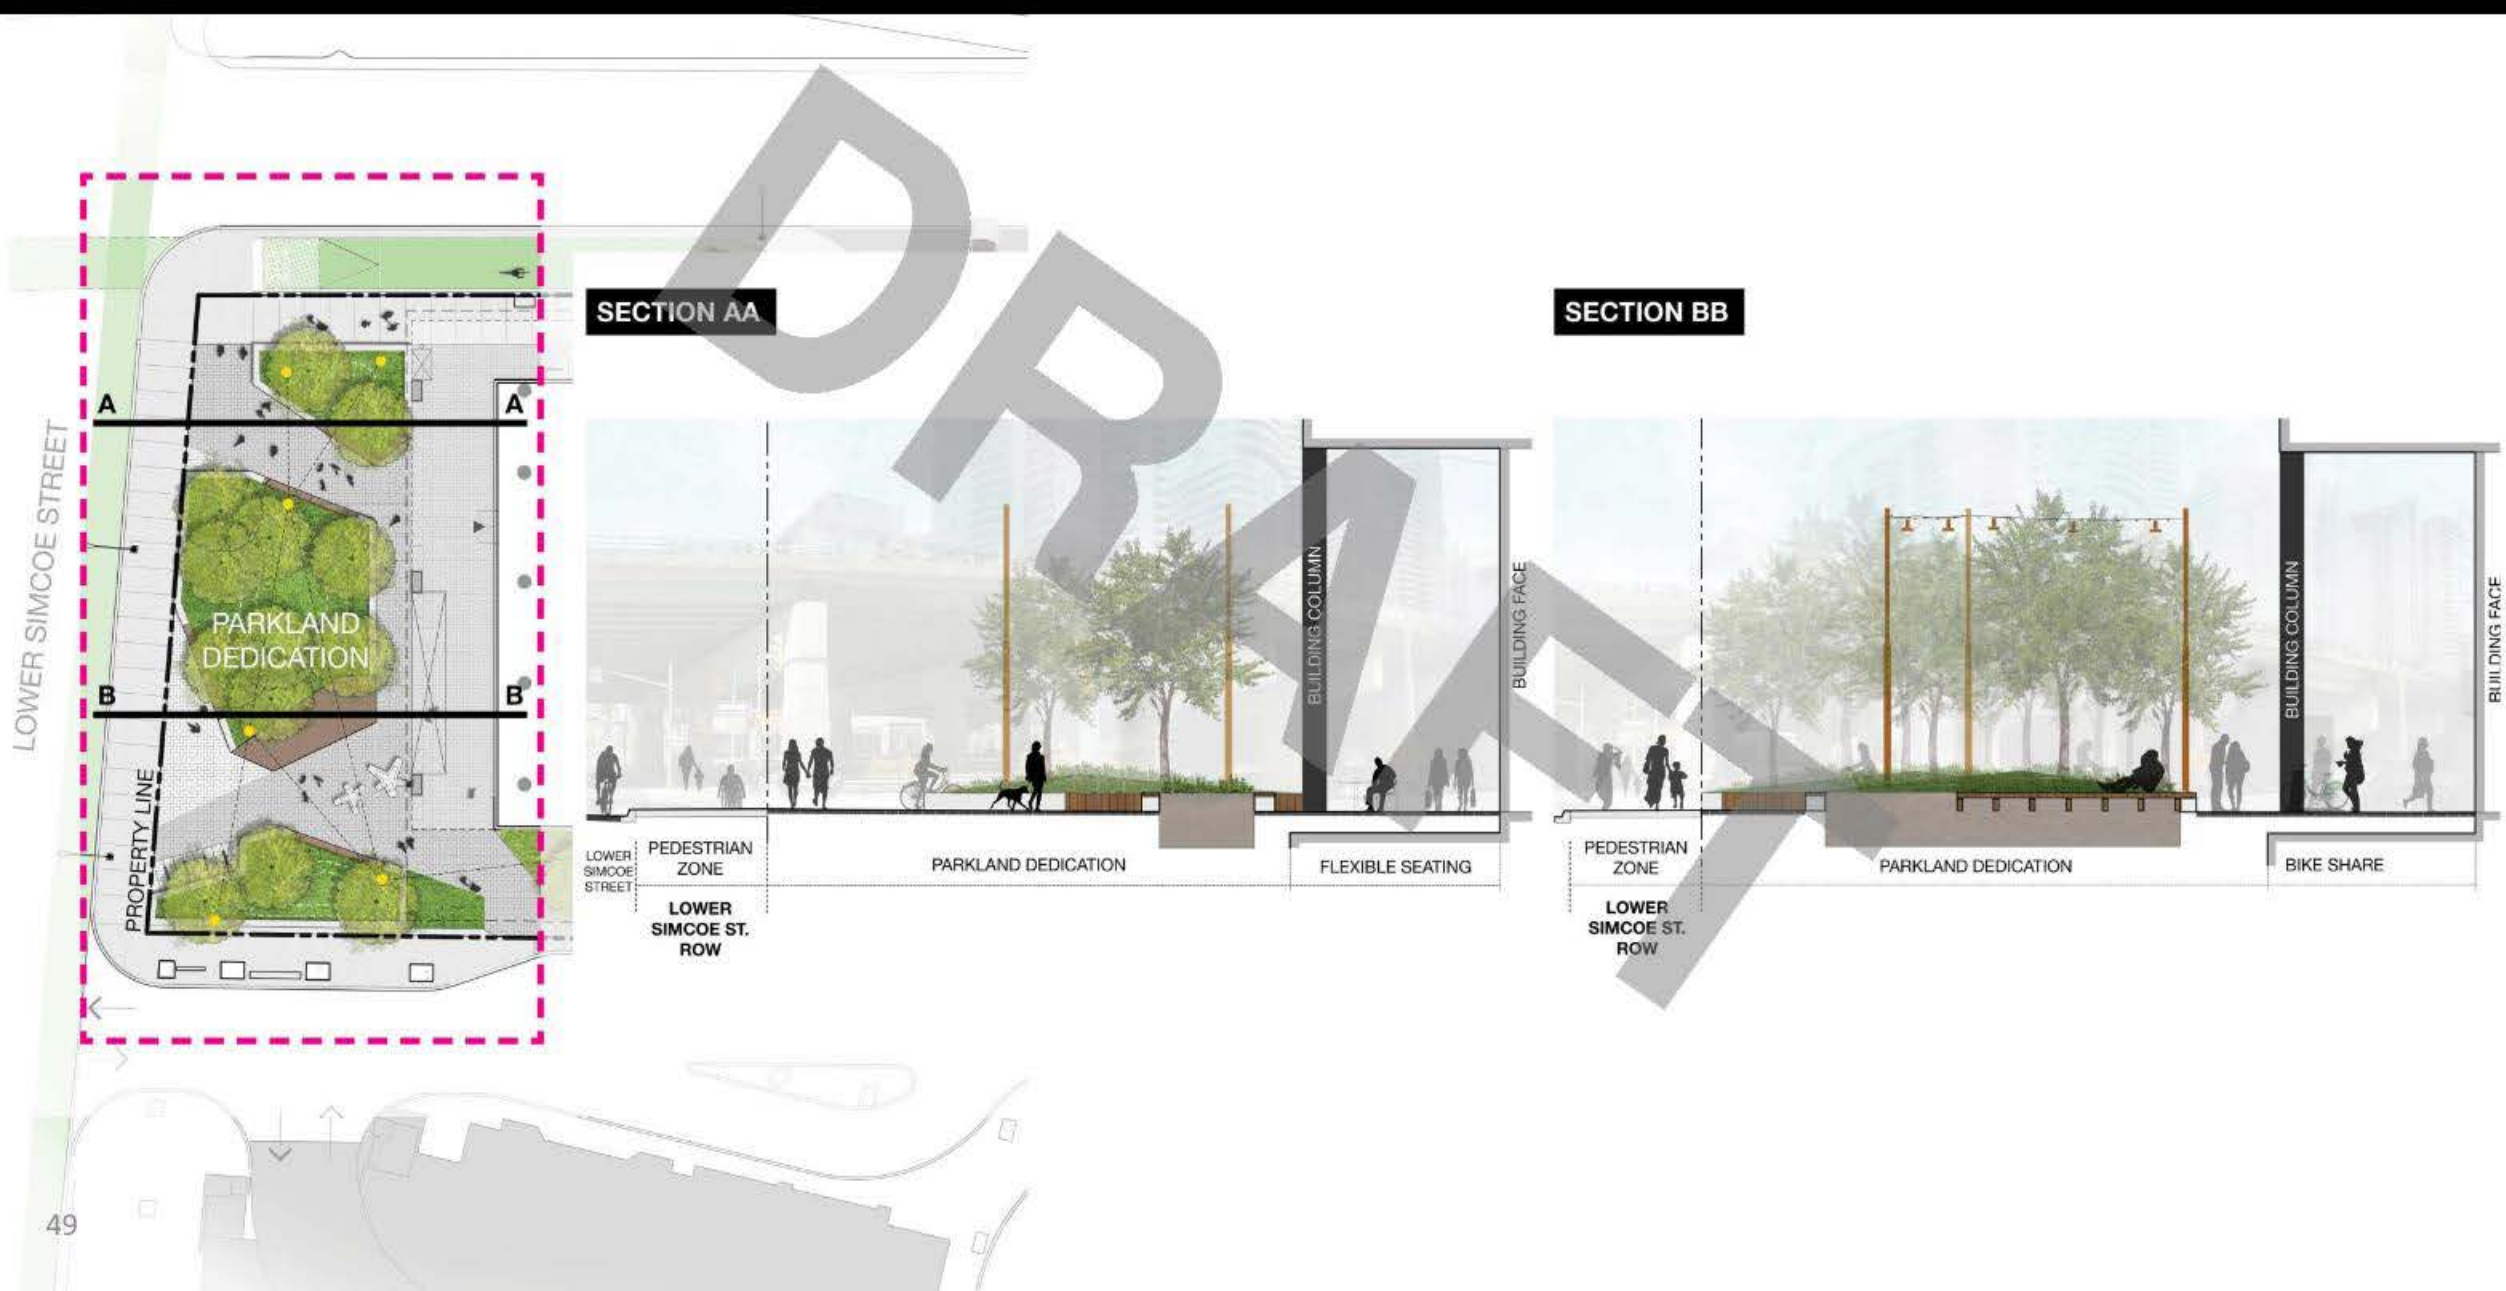 LOWER SIMCOE STREET
A
A
PARKLAND
DEDICATION
B
B
PROPERTY LINE
49
SECTION AA
BUILDING COLUMN
BUILDING FACE
LOWER
SIMCOE
STREET
PEDESTRIAN
ZONE
PARKLAND DEDICATION
FLEXIBLE SEATING
LOWER
SIMCOE ST.
ROW
SECTION BB
BUILDING COLUMN
BUILDING FACE
PEDESTRIAN
ZONE
PARKLAND DEDICATION
BIKE SHARE
LOWER
SIMCOE ST.
ROW
DRAFT